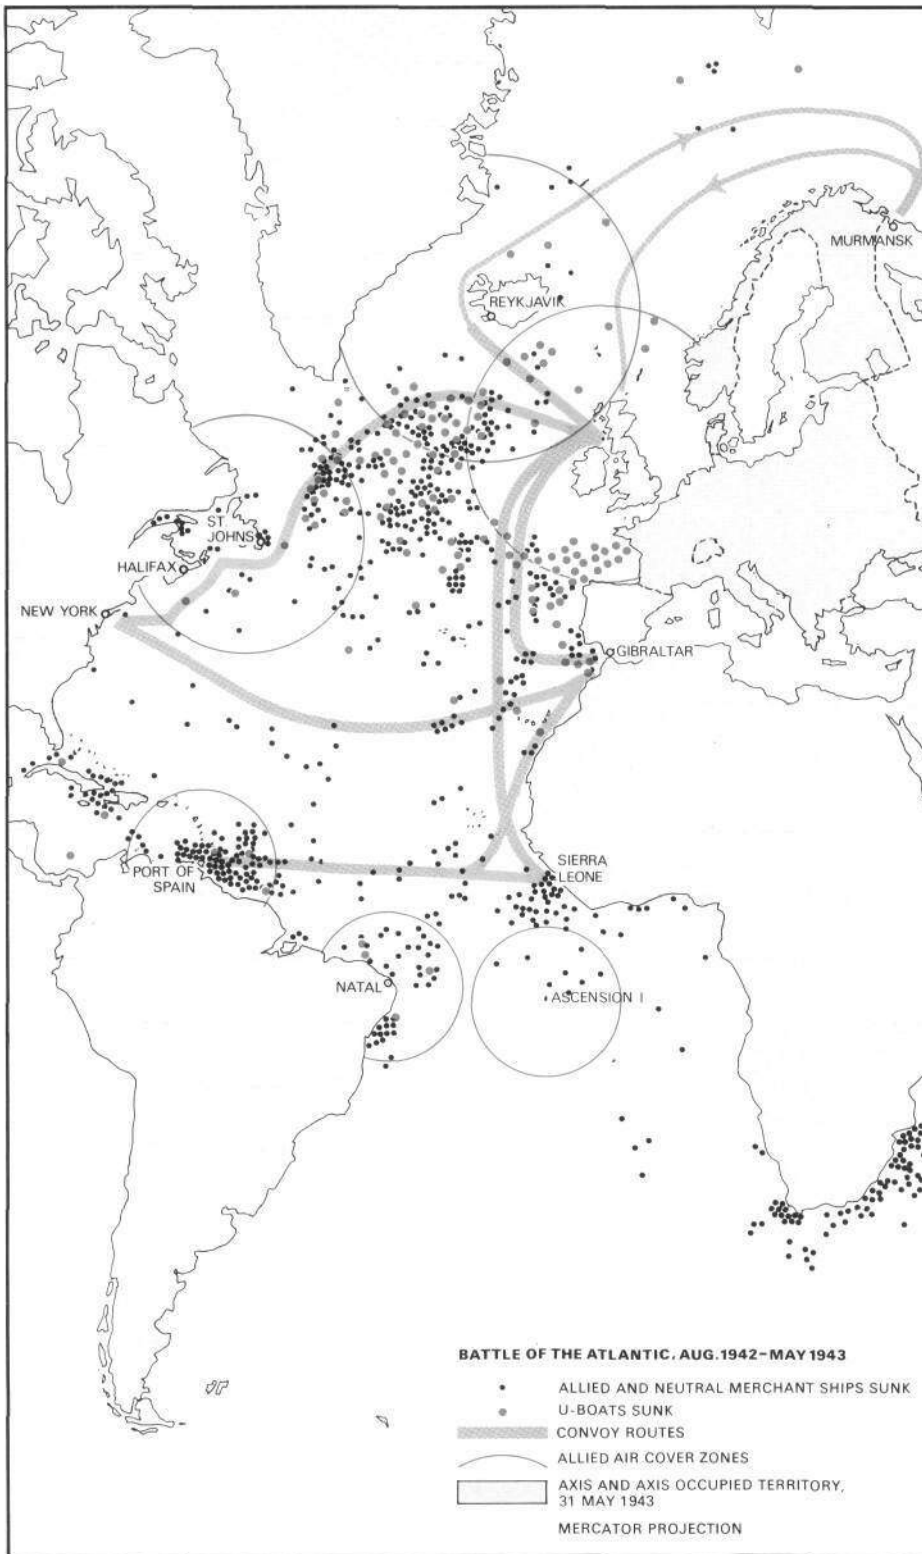 MURMANSK
REYKJAVIK
ST.
JOHNS
HALIFAX
NEW YORK
GIBRALTAR
PORT OF
SPAIN
SIERRA
LEONE
NATAL
ASCENSION I
BATTLE OF THE ATLANTIC, AUG.1942–MAY 1943
ALLIED AND NEUTRAL MERCHANT SHIPS SUNK
U-BOATS SUNK
CONVOY ROUTES
ALLIED AIR COVER ZONES
AXIS AND AXIS OCCUPIED TERRITORY,
31 MAY 1943
MERCATOR PROJECTION